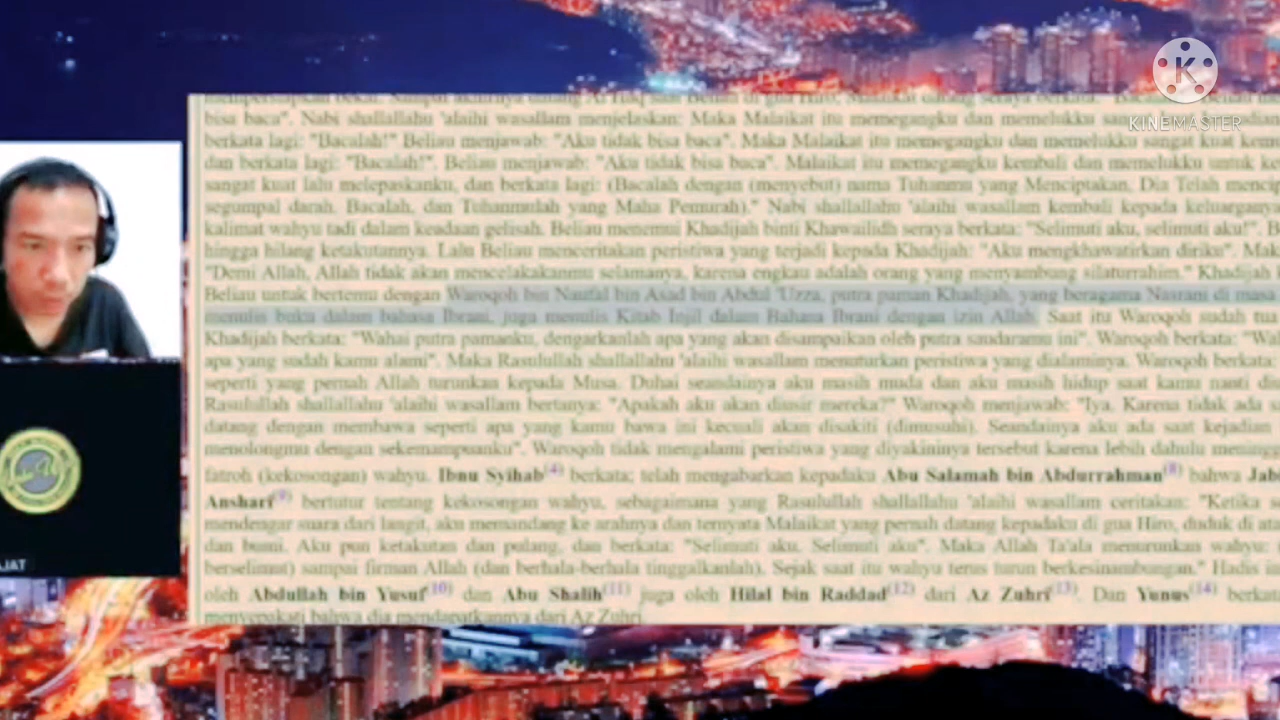 KINEMASTER
bisa baca". Nabi shallallahu 'alaihi wasallam menjelaskan: Maka Malaikat itu memegangku dan memelukku
berkata lagi: "Bacalah!" Beliau menjawab: "Aku tidak bisa baca". Maka Malaikat itu memegangku dan memelukku sangat kuat
dan berkata lagi: "Bacalah!". Beliau menjawab: "Aku tidak bisa baca". Malaikat itu memegangku kembali dan memelukku untuk
sangat kuat lalu melepaskanku, dan berkata lagi: (Bacalah dengan (menyebut) nama Tuhanmu yang Menciptakan, Dia Telah
segumpal darah. Bacalah, dan Tuhanmulah yang Maha Pemurah)." Nabi shallallahu 'alaihi wasallam kembali kepada
kalimat wahyu tadi dalam keadaan gelisah. Beliau menemui Khadijah binti Khawailidh seraya berkata: "Selimuti aku, selimuti aku!".
hingga hilang ketakutannya. Lalu Beliau menceritakan peristiwa yang terjadi kepada Khadijah: "Aku mengkhawatirkan diriku".
"Demi Allah, Allah tidak akan mencelakakanmu selamanya, karena engkau adalah orang yang menyambung silaturrahim." Khadijah
Beliau untuk bertemu dengan Waroqoh bin Naufal bin Asad bin Abdul 'Uzza, putra paman Khadijah, yang beragama Nasrani di masa
menulis buku dalam bahasa Ibrani, juga menulis Kitab Injil dalam Bahasa Ibrani dengan izin Allah. Saat itu Waroqoh sudah tua
Khadijah berkata: "Wahai putra pamanku, dengarkanlah apa yang akan disampaikan oleh putra saudaramu ini". Waroqoh berkata:
apa yang sudah kamu alami". Maka Rasulullah shallallahu 'alaihi wasallam menuturkan peristiwa yang dialaminya. Waroqoh berkata:
seperti yang pernah Allah turunkan kepada Musa. Duhai seandainya aku masih muda dan aku masih hidup saat kamu nanti
Rasulullah shallallahu 'alaihi wasallam bertanya: "Apakah aku akan diusir mereka?" Waroqoh menjawab: "Iya. Karena tidak ada
datang dengan membawa seperti apa yang kamu bawa ini kecuali akan disakiti (dimusuhi). Seandainya aku ada saat kejadian
menolongmu dengan sekemampuanku". Waroqoh tidak mengalami peristiwa yang diyakininya tersebut karena lebih dahulu
fatroh (kekosongan) wahyu. Ibnu Syihab(4) berkata; telah mengabarkan kepadaku Abu Salamah bin Abdurrahman(8) bahwa
Anshari(9) bertutur tentang kekosongan wahyu, sebagaimana yang Rasulullah shallallahu 'alaihi wasallam ceritakan: "Ketika
mendengar suara dari langit, aku memandang ke arahnya dan ternyata Malaikat yang pernah datang kepadaku di gua Hiro, duduk di
dan bumi. Aku pun ketakutan dan pulang, dan berkata: "Selimuti aku. Selimuti aku". Maka Allah Ta'ala menurunkan wahyu:
berselimut) sampai firman Allah (dan berhala-berhala tinggalkanlah). Sejak saat itu wahyu terus turun berkesinambungan." Hadis
oleh Abdullah bin Yusuf(10) dan Abu Shalih(11) juga oleh Hilal bin Raddad(12) dari Az Zuhri(13). Dan Yunus(14)
menyepakati bahwa dia mendapatkannya dari Az Zuhri